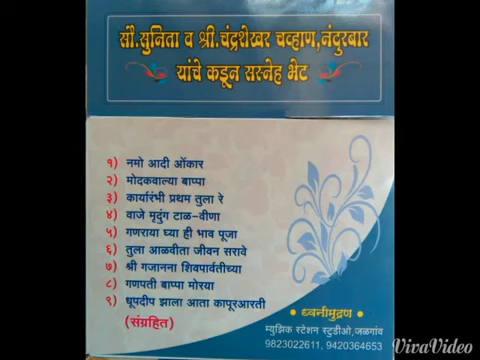 सौ.सुनिता व श्री.चंद्रशेखर चव्हाण,नंदुरबार
यांचे कडून सस्नेह भेट
१) नमो आदी ओंकार
२) मोदकवाल्या बाप्पा
३) कार्यारंभी प्रथम तुला रे
४) वाजे मृदुंग टाळ-वीणा
५) गणराया घ्या ही भाव पूजा
६) तुला आळवीता जीवन सरावे
७) श्री गजानना शिवपार्वतीच्या
८) गणपती बाप्पा मोरया
९) धूपदीप झाला आता कापूरआरती
(संग्रहित)
• ध्वनीमुद्रण •
म्युझिक स्टेशन स्टुडीओ,जळगांव
9823022611, 9420364653
VivaVideo